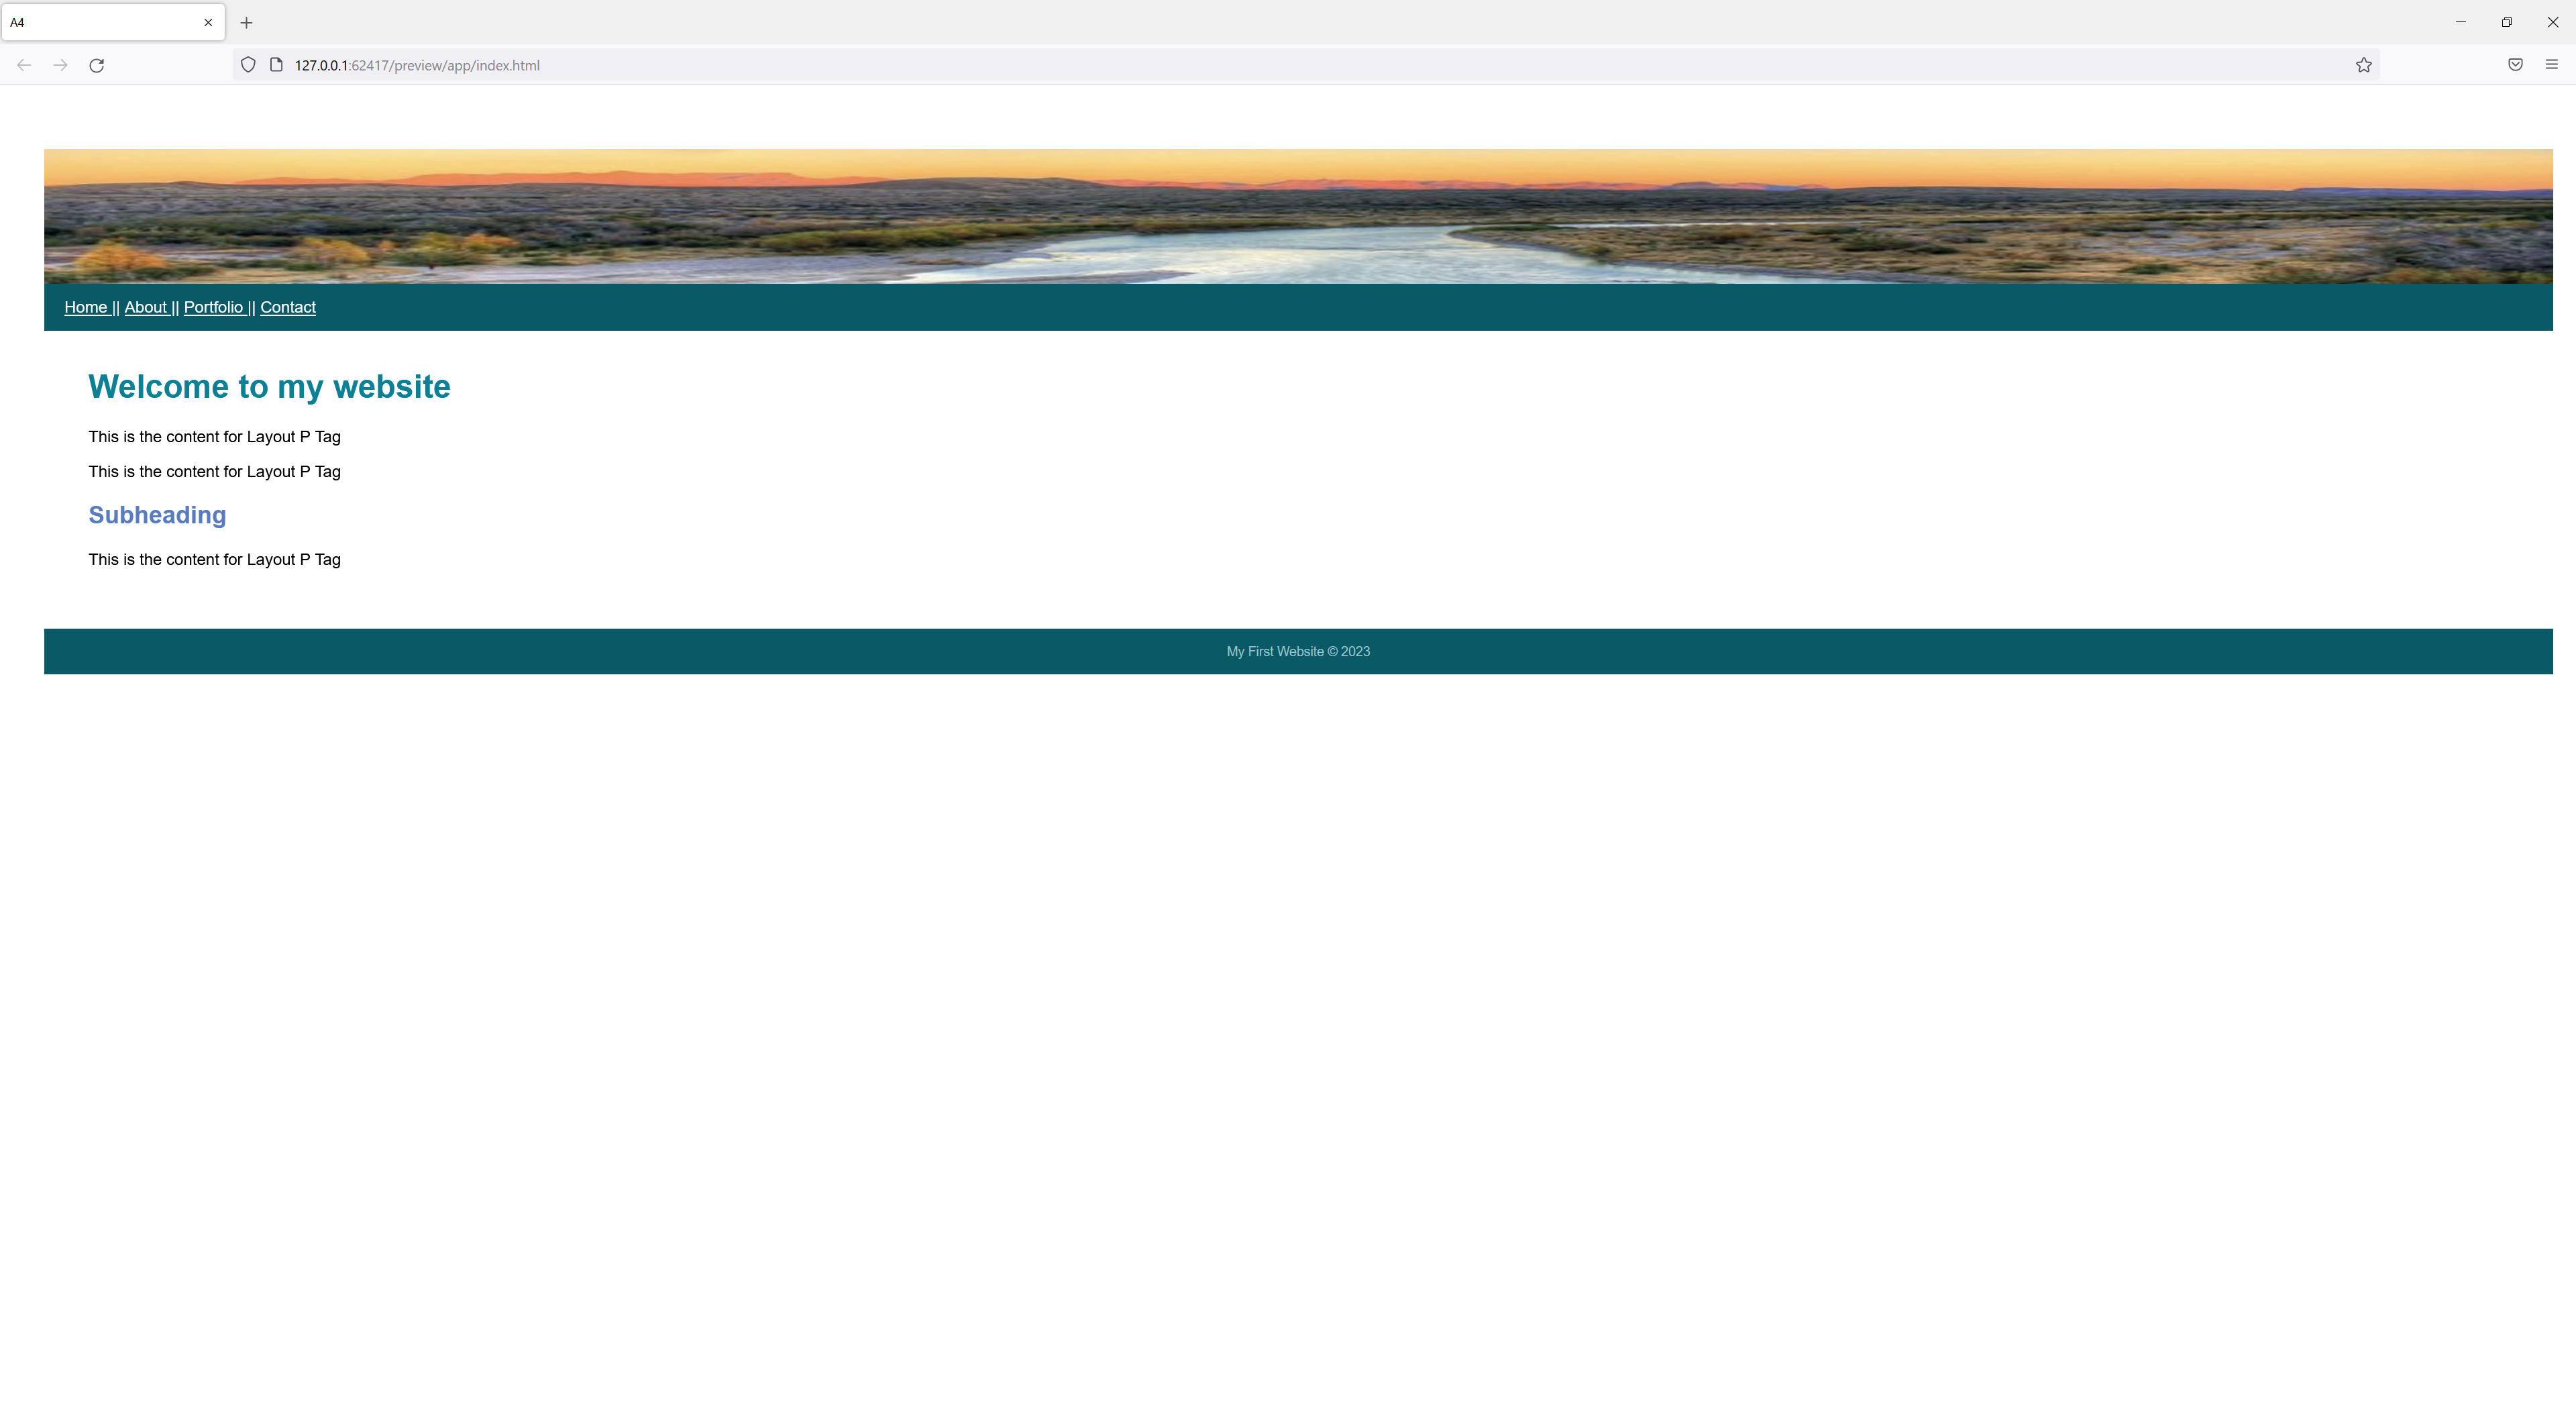 A4
127.0.0.1:62417/preview/app/index.html
Home || About || Portfolio || Contact
Welcome to my website
This is the content for Layout P Tag
This is the content for Layout P Tag
Subheading
This is the content for Layout P Tag
My First Website © 2023